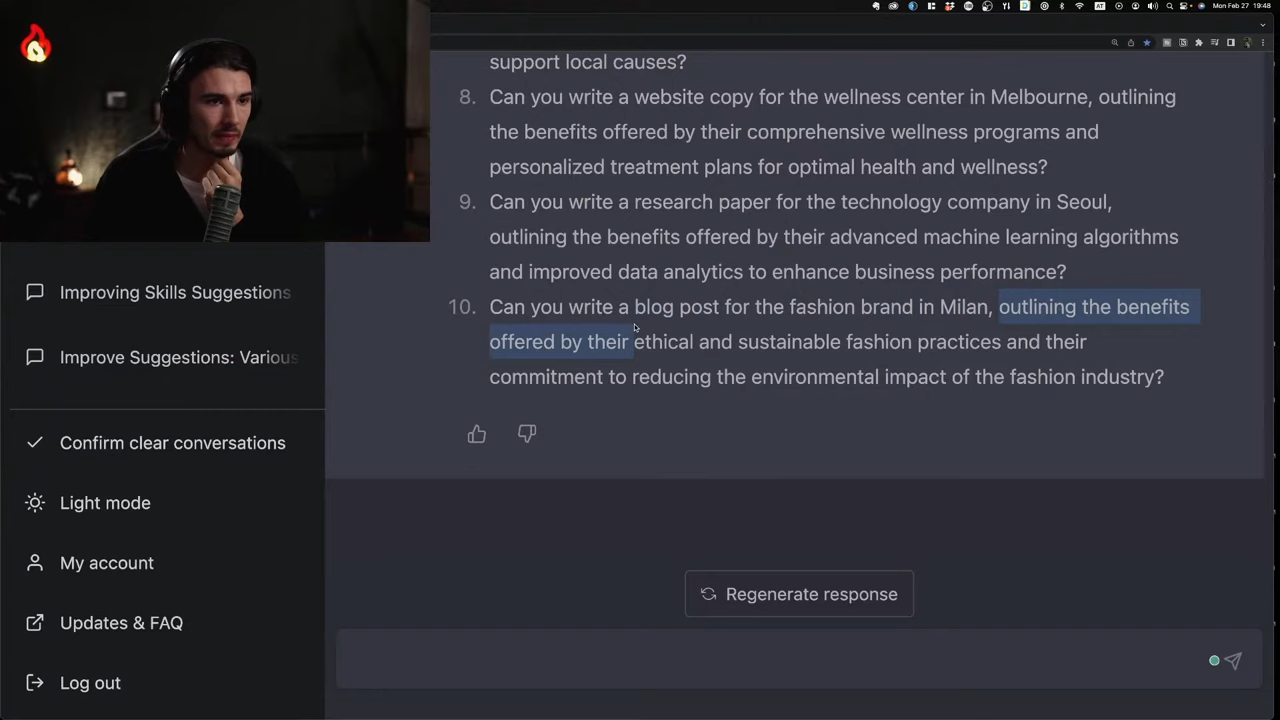 Mon Feb 27 19:48
support local causes?
8. Can you write a website copy for the wellness center in Melbourne, outlining
the benefits offered by their comprehensive wellness programs and
personalized treatment plans for optimal health and wellness?
9. Can you write a research paper for the technology company in Seoul,
outlining the benefits offered by their advanced machine learning algorithms
and improved data analytics to enhance business performance?
10. Can you write a blog post for the fashion brand in Milan, outlining the benefits
offered by their ethical and sustainable fashion practices and their
commitment to reducing the environmental impact of the fashion industry?
Improving Skills Suggestions
Improve Suggestions: Various
Confirm clear conversations
Light mode
My account
Updates & FAQ
Log out
Regenerate response